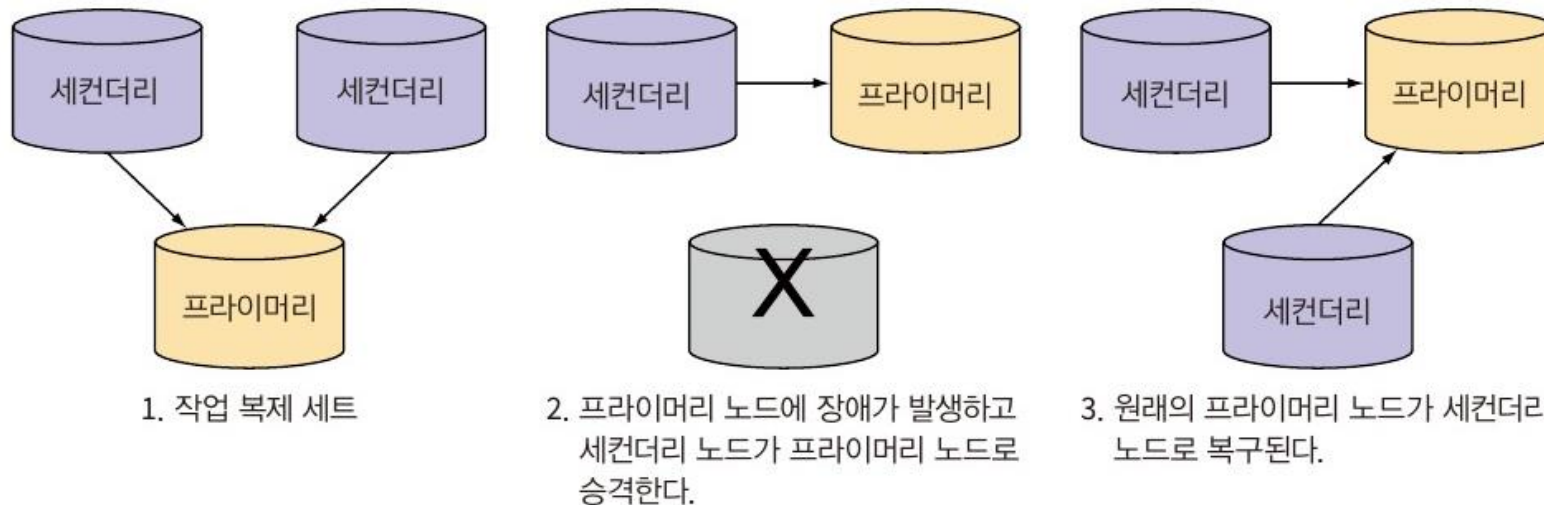 세컨더리
세컨더리
프라이머리
1. 작업 복제 세트
세컨더리
프라이머리
X
2. 프라이머리 노드에 장애가 발생하고
세컨더리 노드가 프라이머리 노드로
승격한다.
세컨더리
프라이머리
세컨더리
3. 원래의 프라이머리 노드가 세컨더리
노드로 복구된다.